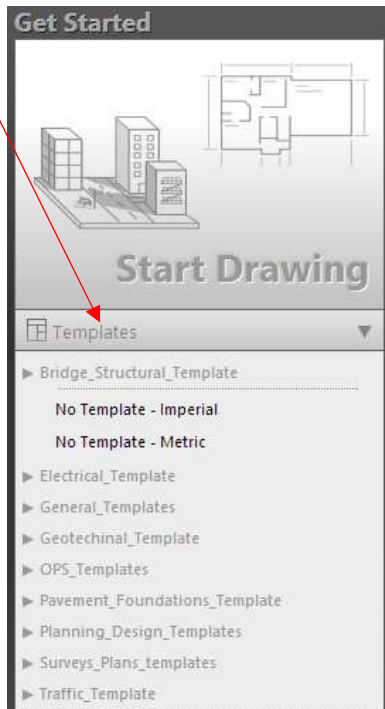 Get Started
Start Drawing
Templates
Bridge_Structural_Template
No Template - Imperial
No Template - Metric
Electrical_Template
General_Templates
Geotechinal_Template
OPS_Templates
Pavement_Foundations_Template
Planning_Design_Templates
Surveys_Plans_templates
Traffic_Template